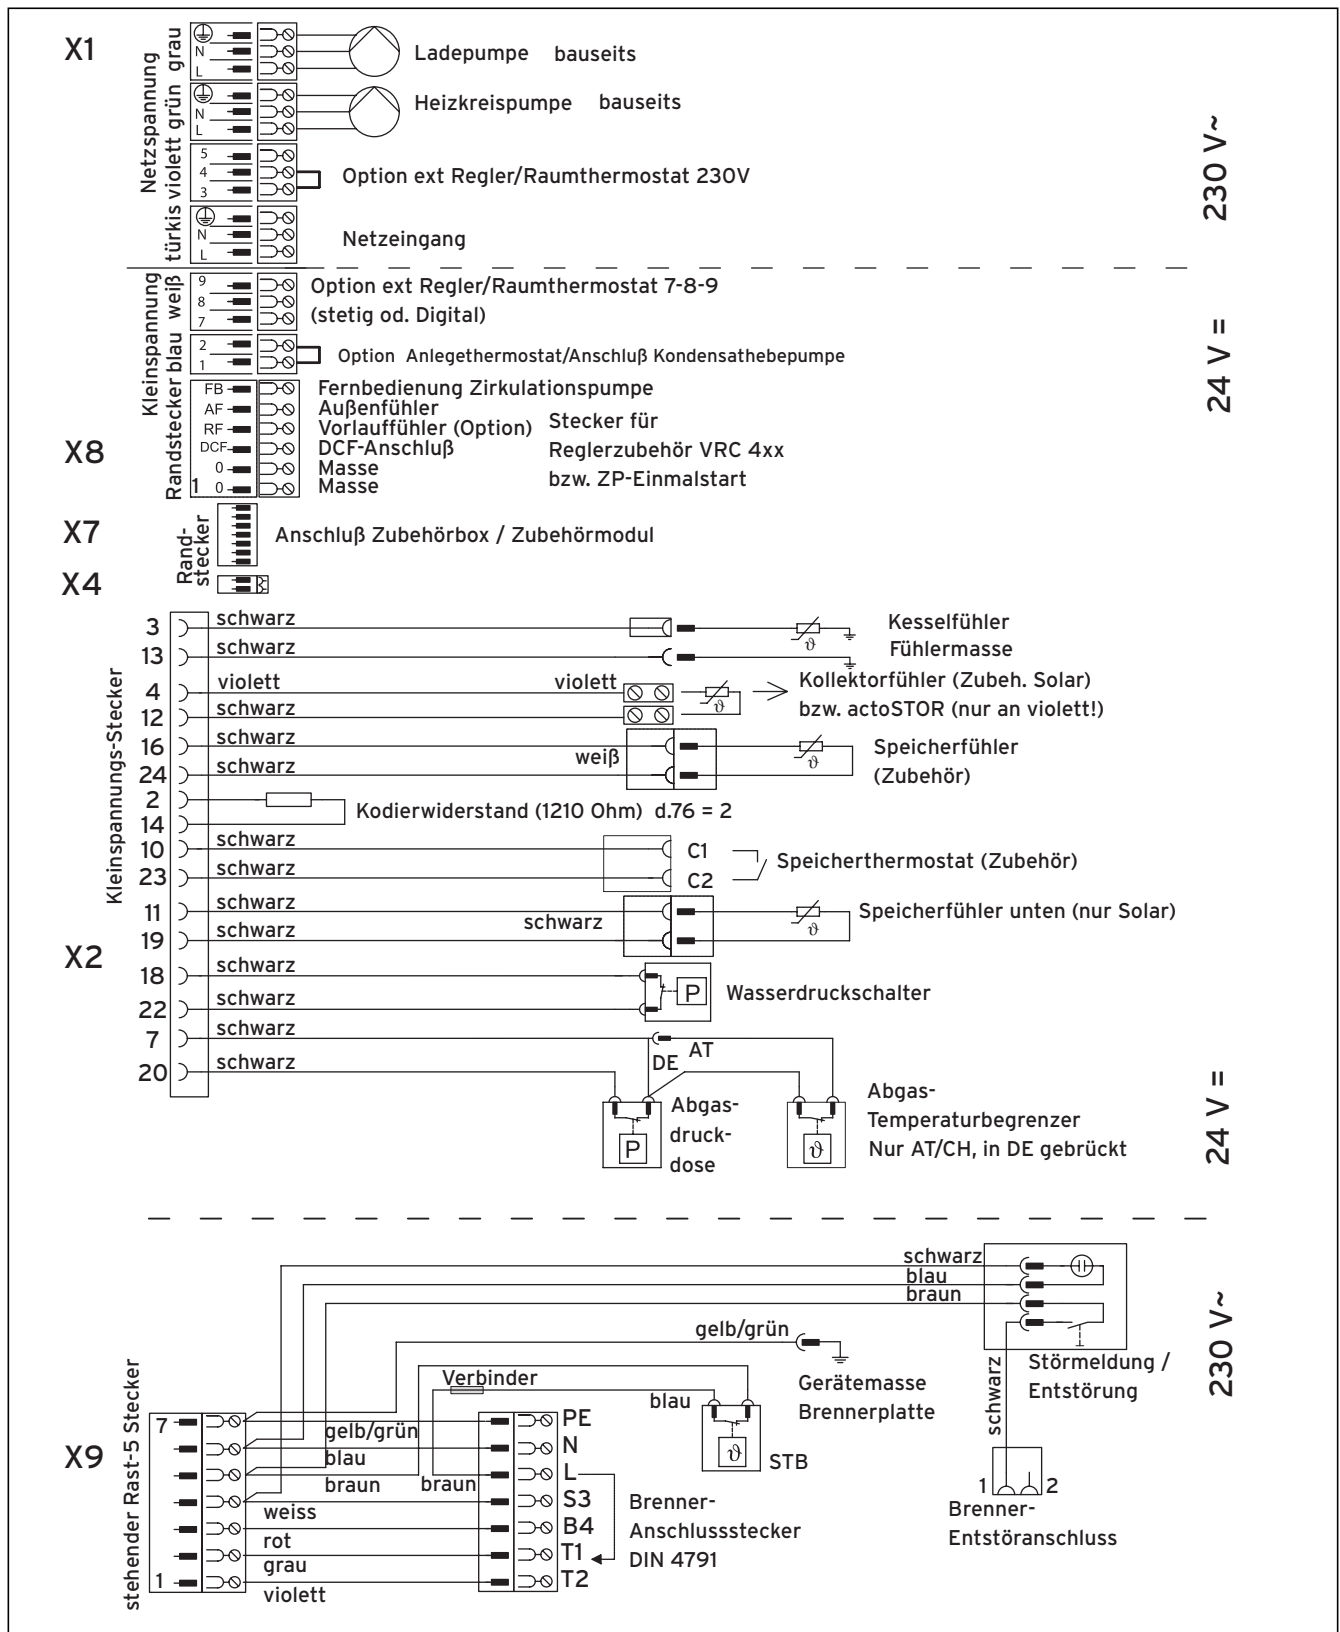 X1
Netzspannung
türkis violett grün grau
N
L
Ladepumpe bauseits
N
L
Heizkreispumpe bauseits
5
4
3
Option ext Regler/Raumthermostat 230V
N
L
Netzeingang
230 V~
Kleinspannung
Randstecker blau weiß
9
8
7
Option ext Regler/Raumthermostat 7-8-9
(stetig od. Digital)
2
1
Option Anlegethermostat/Anschluß Kondensathebepumpe
24 V =
X8
FB
Fernbedienung Zirkulationspumpe
AF
Außenfühler
RF
Vorlauffühler (Option)
DCF
DCF-Anschluß
0
Masse
1 0
Masse
Stecker für
Reglerzubehör VRC 4xx
bzw. ZP-Einmalstart
X7
Rand-
stecker
Anschluß Zubehörbox / Zubehörmodul
X4
Kleinspannungs-Stecker
X2
3
schwarz
ϑ
Kesselfühler
Fühlermasse
13
schwarz
4
violett
violett
ϑ
Kollektorfühler (Zubeh. Solar)
bzw. actoSTOR (nur an violett!)
12
schwarz
16
schwarz
weiß
ϑ
Speicherfühler
(Zubehör)
24
schwarz
2
14
Kodierwiderstand (1210 Ohm) d.76 = 2
10
schwarz
C1
23
schwarz
C2
Speicherthermostat (Zubehör)
11
schwarz
schwarz
ϑ
Speicherfühler unten (nur Solar)
19
schwarz
18
schwarz
P
Wasserdruckschalter
22
schwarz
7
schwarz
AT
DE
20
schwarz
P
Abgas-
druck-
dose
ϑ
Abgas-
Temperaturbegrenzer
Nur AT/CH, in DE gebrückt
24 V =
230 V~
schwarz
blau
braun
Störmeldung /
Entstörung
schwarz
gelb/grün
Gerätemasse
Brennerplatte
Verbinder
blau
ϑ
STB
1
2
Brenner-
Entstöranschluss
X9
stehender Rast-5 Stecker
7
1
gelb/grün
blau
braun
braun
weiss
rot
grau
violett
PE
N
L
S3
B4
T1
T2
Brenner-
Anschlussstecker
DIN 4791